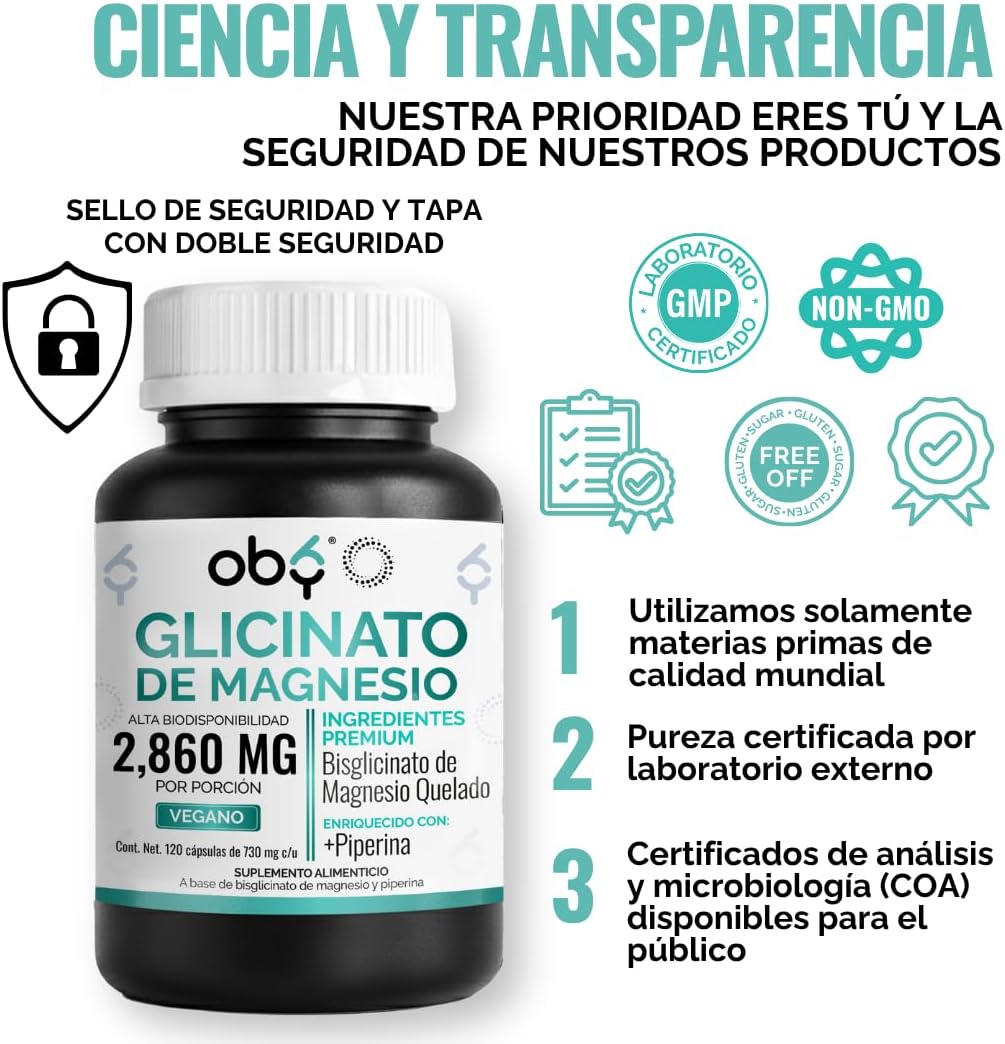 CIENCIA Y TRANSPARENCIA
NUESTRA PRIORIDAD ERES TÚ Y LA
SEGURIDAD DE NUESTROS PRODUCTOS
SELLO DE SEGURIDAD Y TAPA
CON DOBLE SEGURIDAD
LABORATORIO
GMP
CERTIFICADO
NON-GMO
SUGAR · GLUTEN · SUGAR · GLUTEN · SUGAR · GLUTEN
FREE
OFF
oby®
GLICINATO
DE MAGNESIO
ALTA BIODISPONIBILIDAD
2,860 MG
POR PORCIÓN
VEGANO
Cont. Net. 120 cápsulas de 730 mg c/u
INGREDIENTES
PREMIUM
Bisglicinato de
Magnesio Quelado
ENRIQUECIDO CON:
+Piperina
SUPLEMENTO ALIMENTICIO
A base de bisglicinato de magnesio y piperina
1
Utilizamos solamente
materias primas de
calidad mundial
2
Pureza certificada por
laboratorio externo
3
Certificados de análisis
y microbiología (COA)
disponibles para el
público